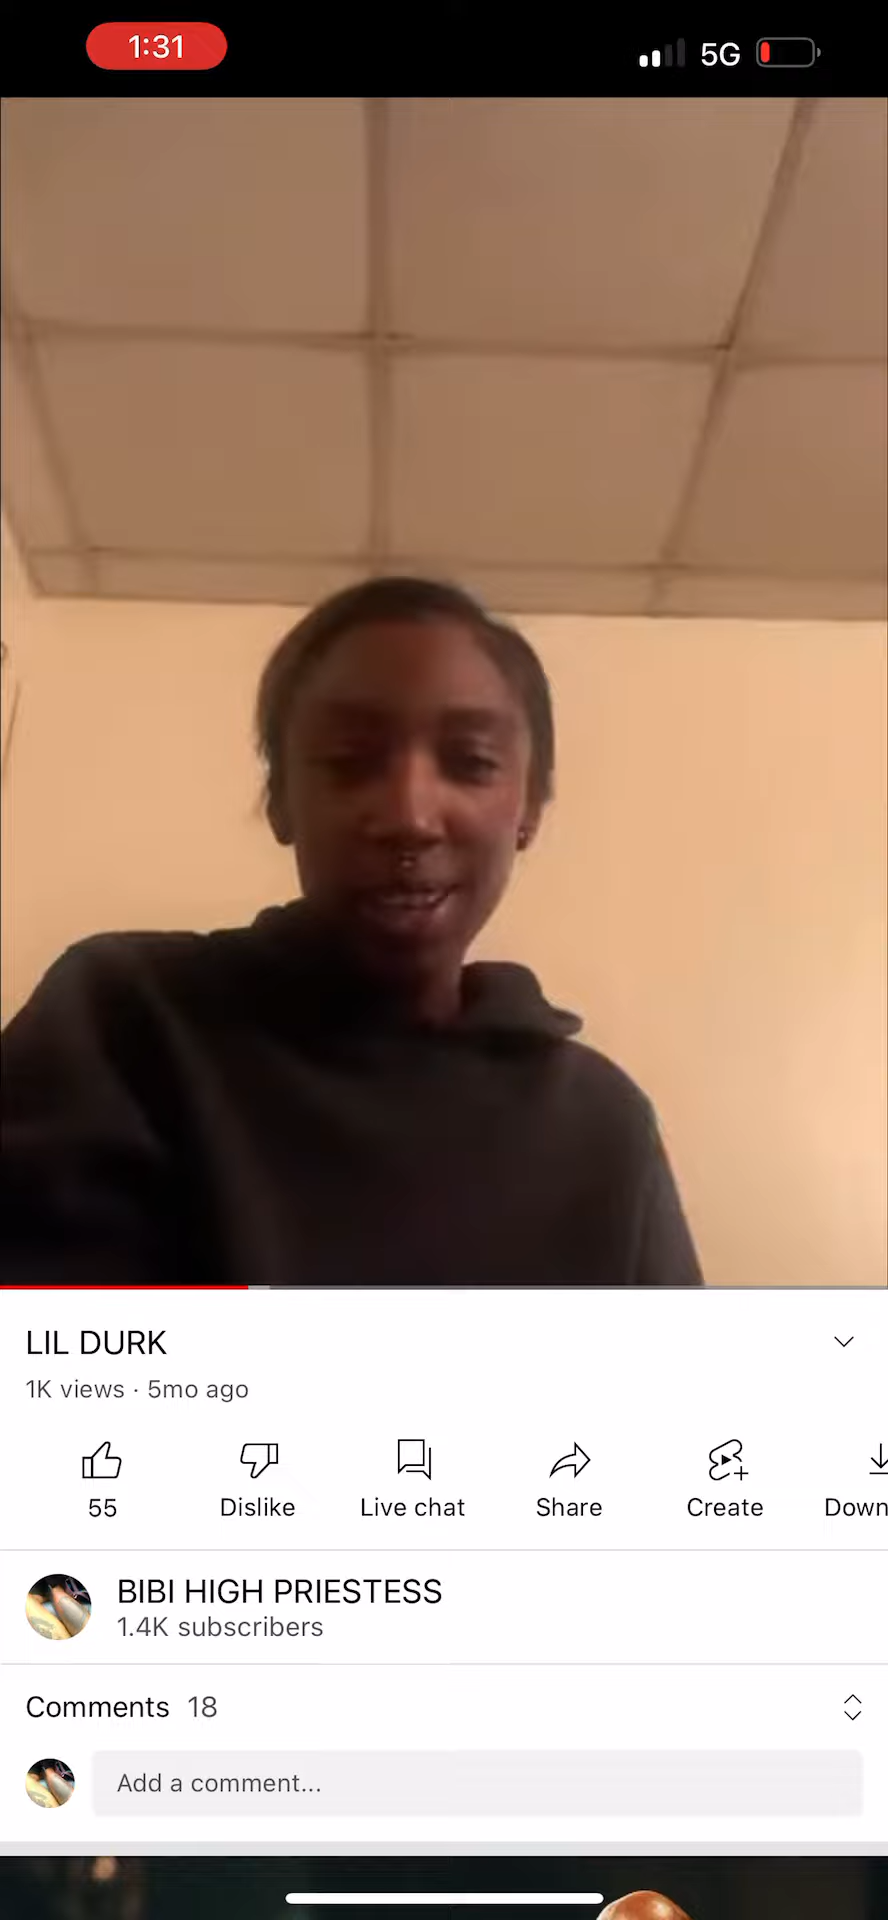 1:31
5G
LIL DURK
1K views · 5mo ago
55
Dislike
Live chat
Share
Create
Down
BIBI HIGH PRIESTESS
1.4K subscribers
Comments 18
Add a comment...